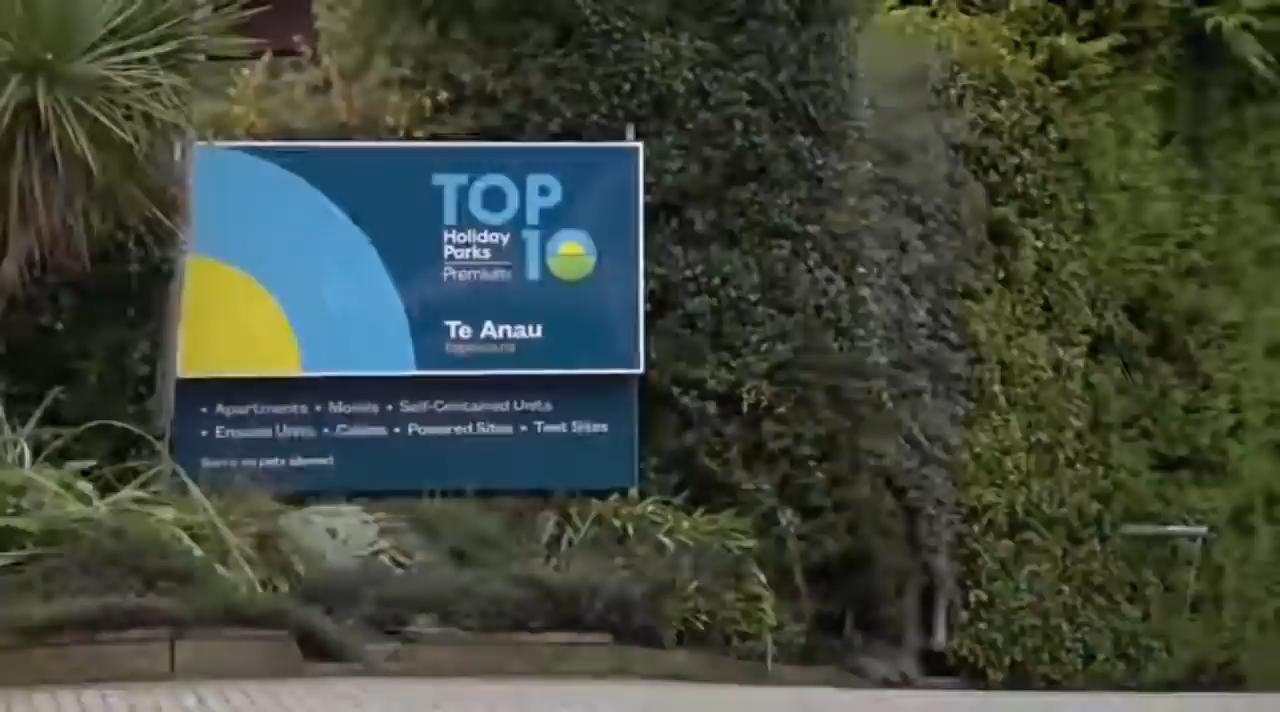 TOP
Holiday
Parks
10
Premium
Te Anau
• Apartments • Motels • Self-Contained Units
• Ensuite Units • Cabins • Powered Sites • Tent Sites